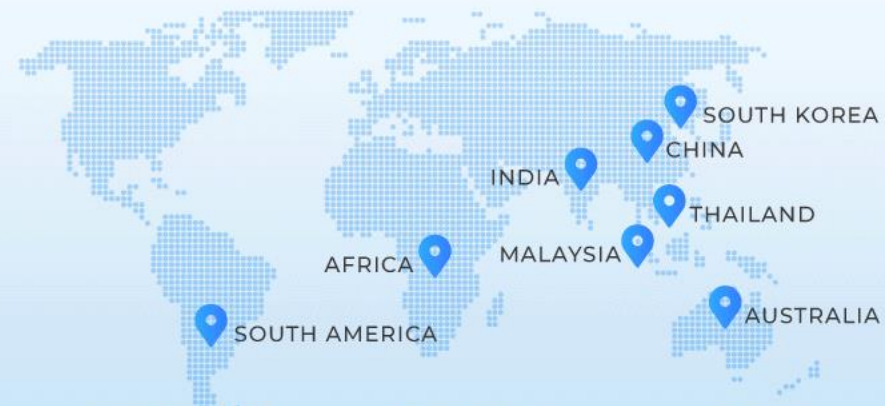 SOUTH KOREA
CHINA
INDIA
THAILAND
MALAYSIA
AFRICA
AUSTRALIA
SOUTH AMERICA